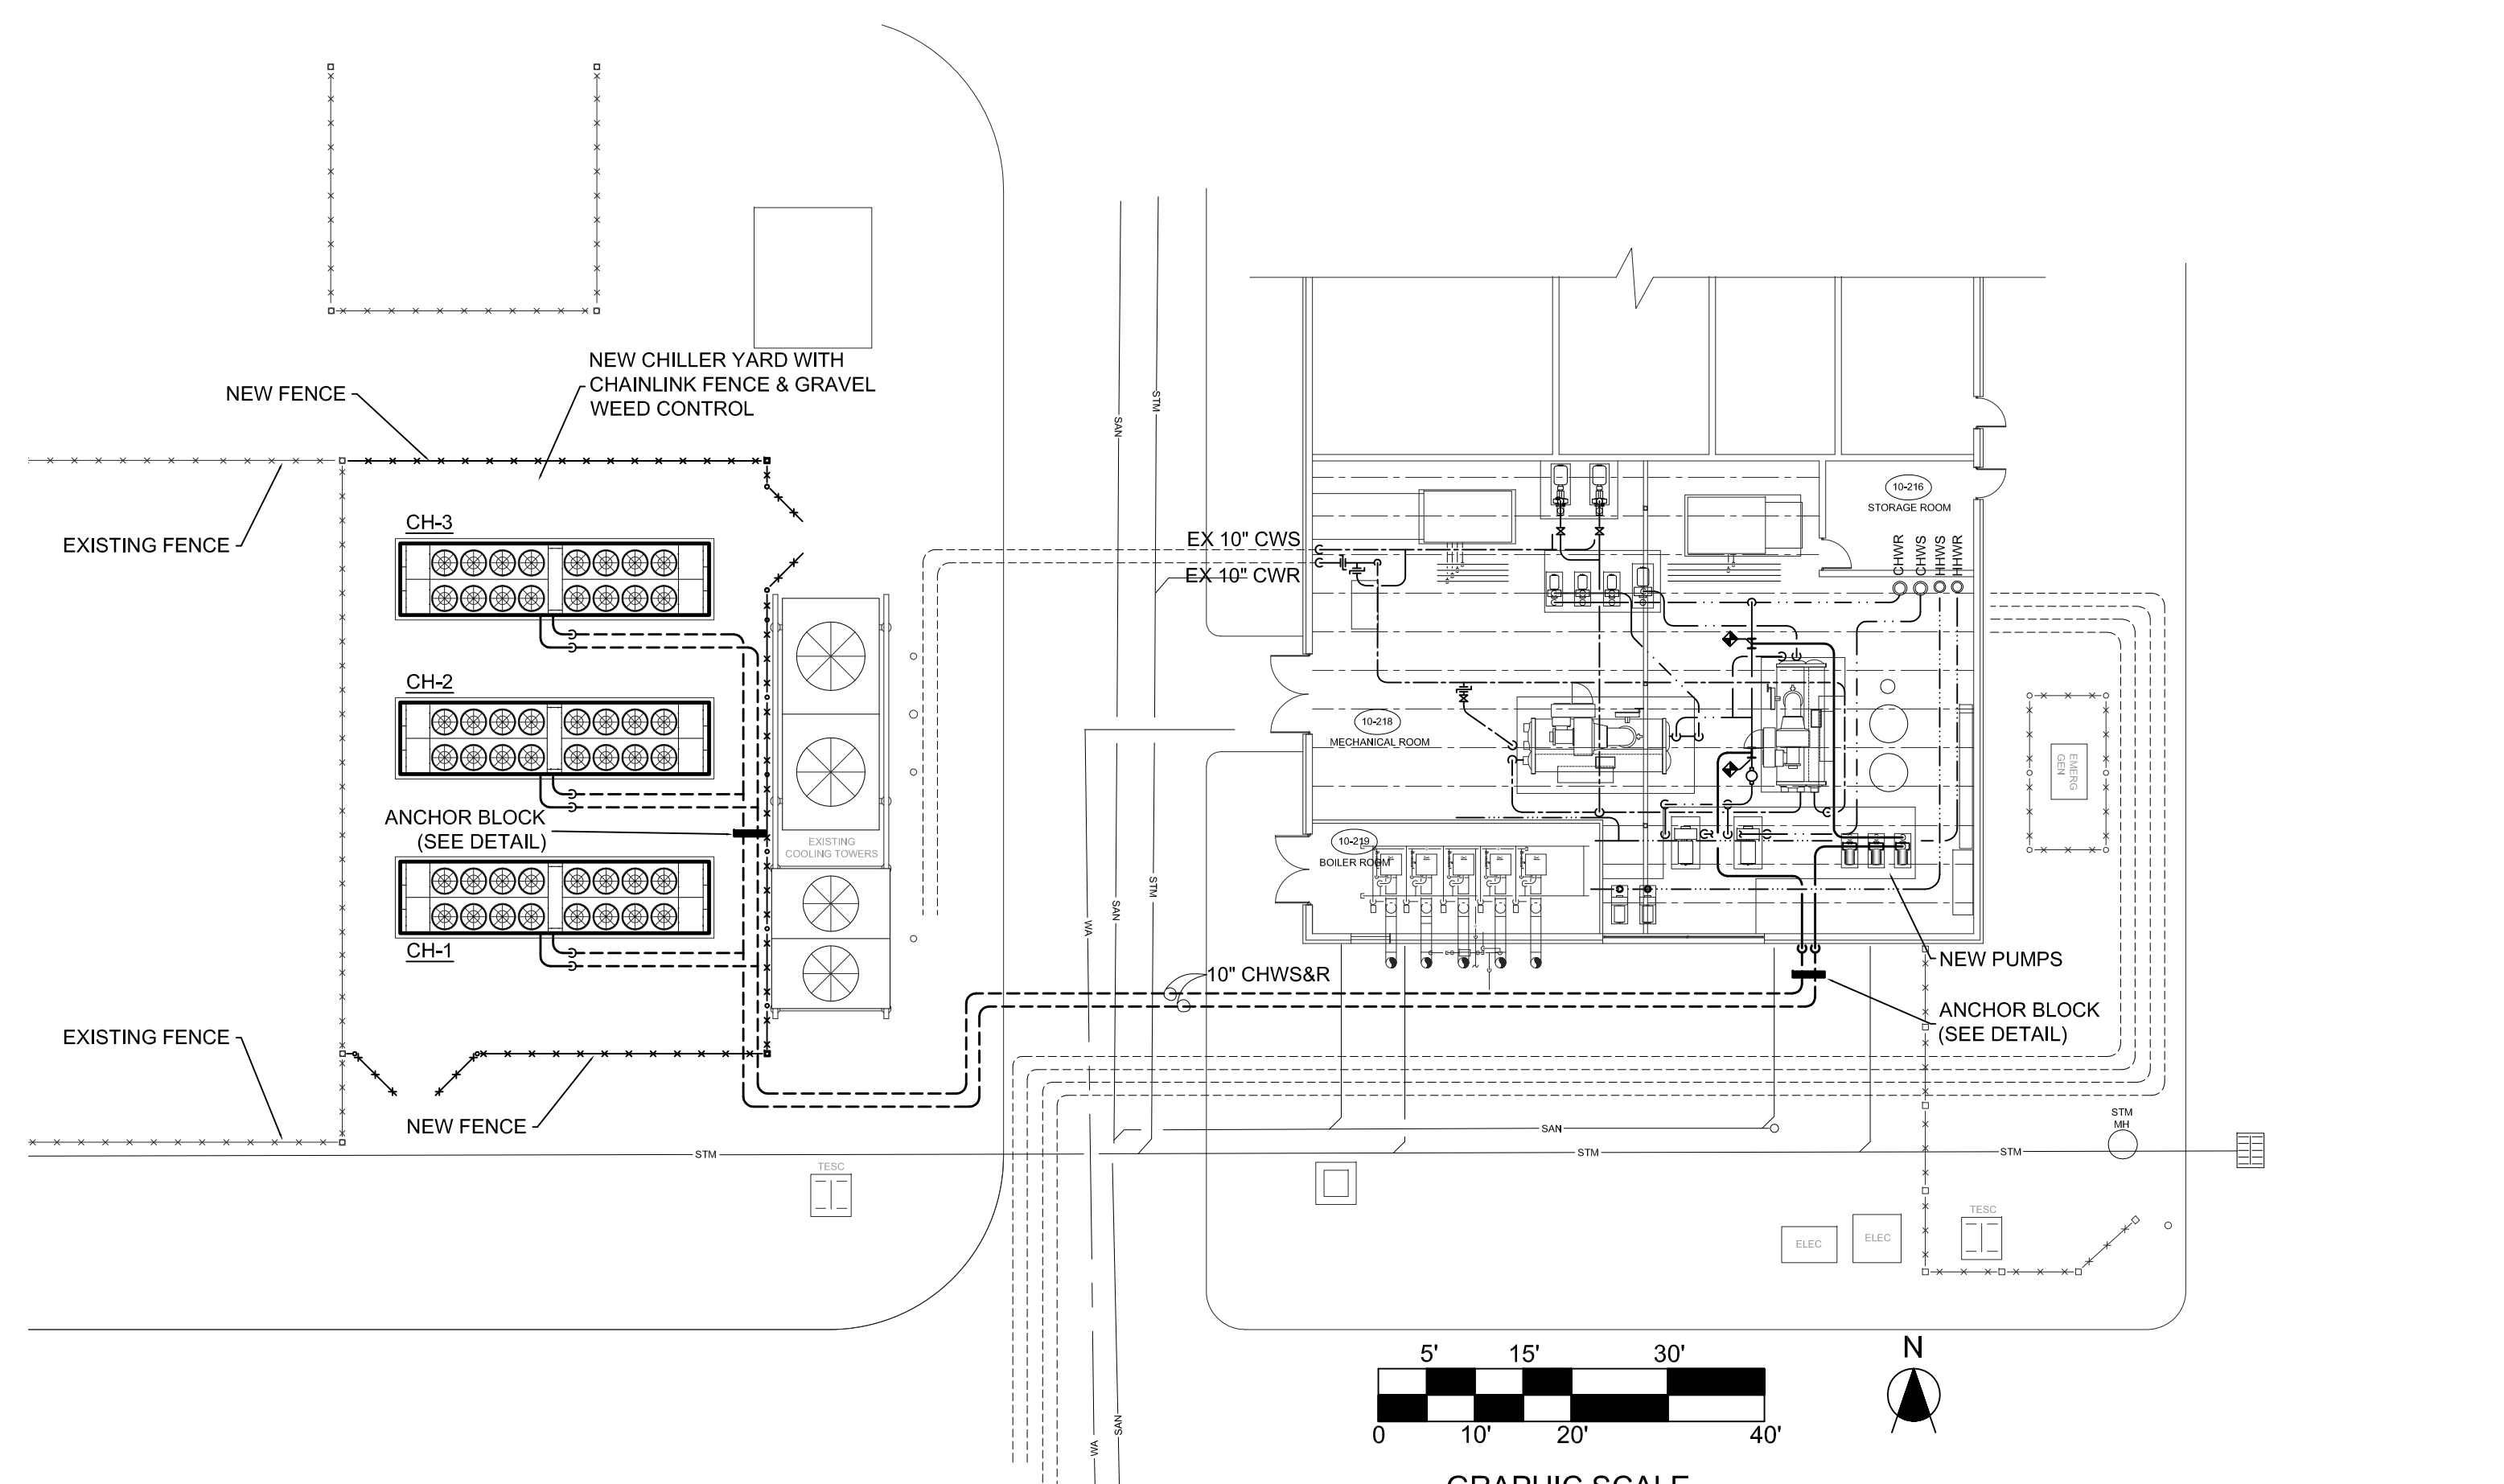 NEW CHILLER YARD WITH
CHAINLINK FENCE & GRAVEL
WEED CONTROL
NEW FENCE
EXISTING FENCE
CH-3
CH-2
ANCHOR BLOCK
(SEE DETAIL)
CH-1
EXISTING FENCE
NEW FENCE
EXISTING
COOLING TOWERS
STM
TESC
SAN
STM
EX 10" CWS
EX 10" CWR
WA
SAN
STM
10" CHWS&R
WA
SAN
10-216
STORAGE ROOM
CHWR
CHWS
HHWS
HHWR
10-218
MECHANICAL ROOM
10-219
BOILER ROOM
EMERG
GEN
NEW PUMPS
ANCHOR BLOCK
(SEE DETAIL)
SAN
STM
STM
STM
MH
ELEC
ELEC
TESC
5' 15' 30'
0 10' 20' 40'
GRAPHIC SCALE
N